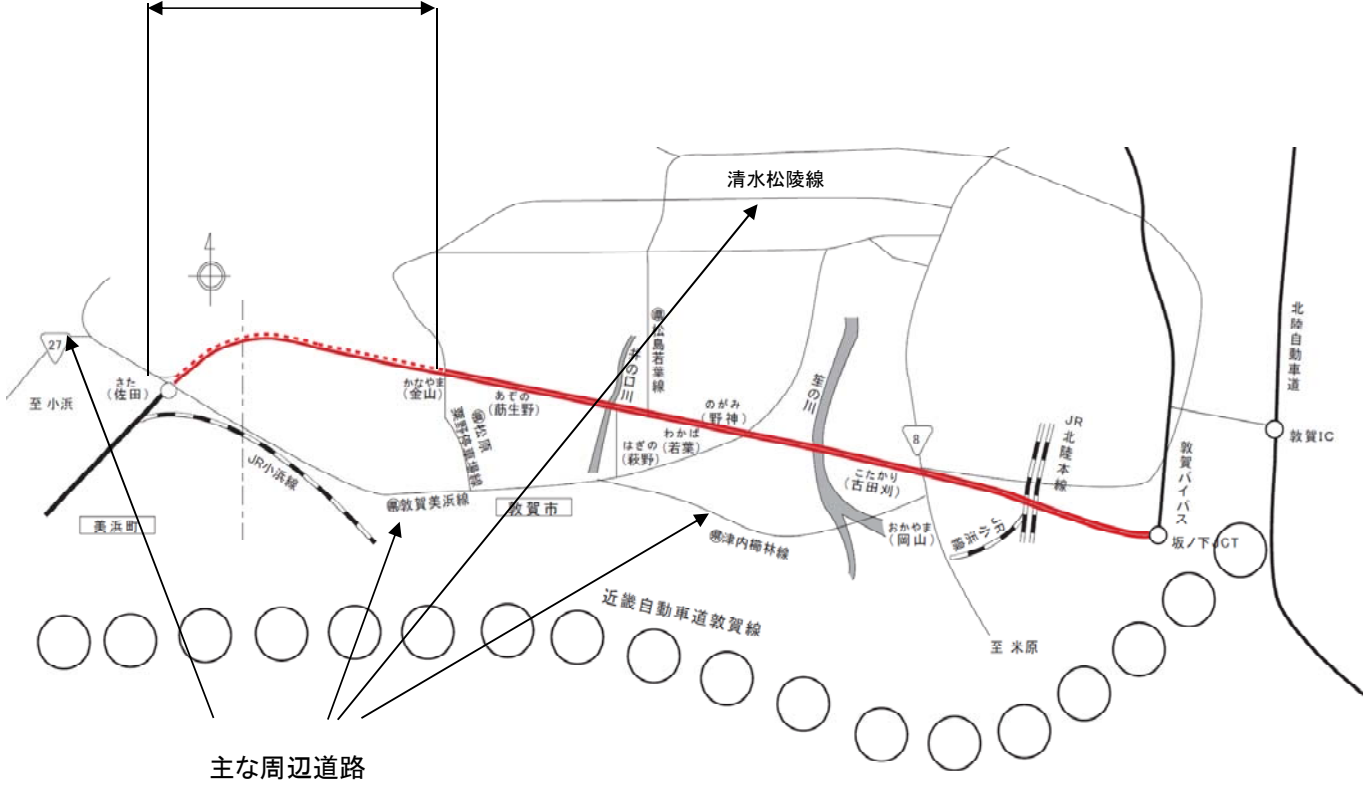 清水松陵線
27
至 小浜
きた
（佐田）
かなやま
（金山）
あぞの
（莇生野）
㊩松原
粟野停車場線
井の口川
㊩松島若葉線
のがみ
（野神）
わかば
（若葉）
はぎの
（萩野）
笙の川
8
こたかり
（古田刈）
おかやま
（岡山）
JR
北陸本線
JR小浜線
JR小浜線
敦賀バイパス
北陸自動車道
敦賀IC
坂ノ下JCT
美浜町
㊩敦賀美浜線
敦賀市
㊩津内櫛林線
近畿自動車道敦賀線
至 米原
主な周辺道路